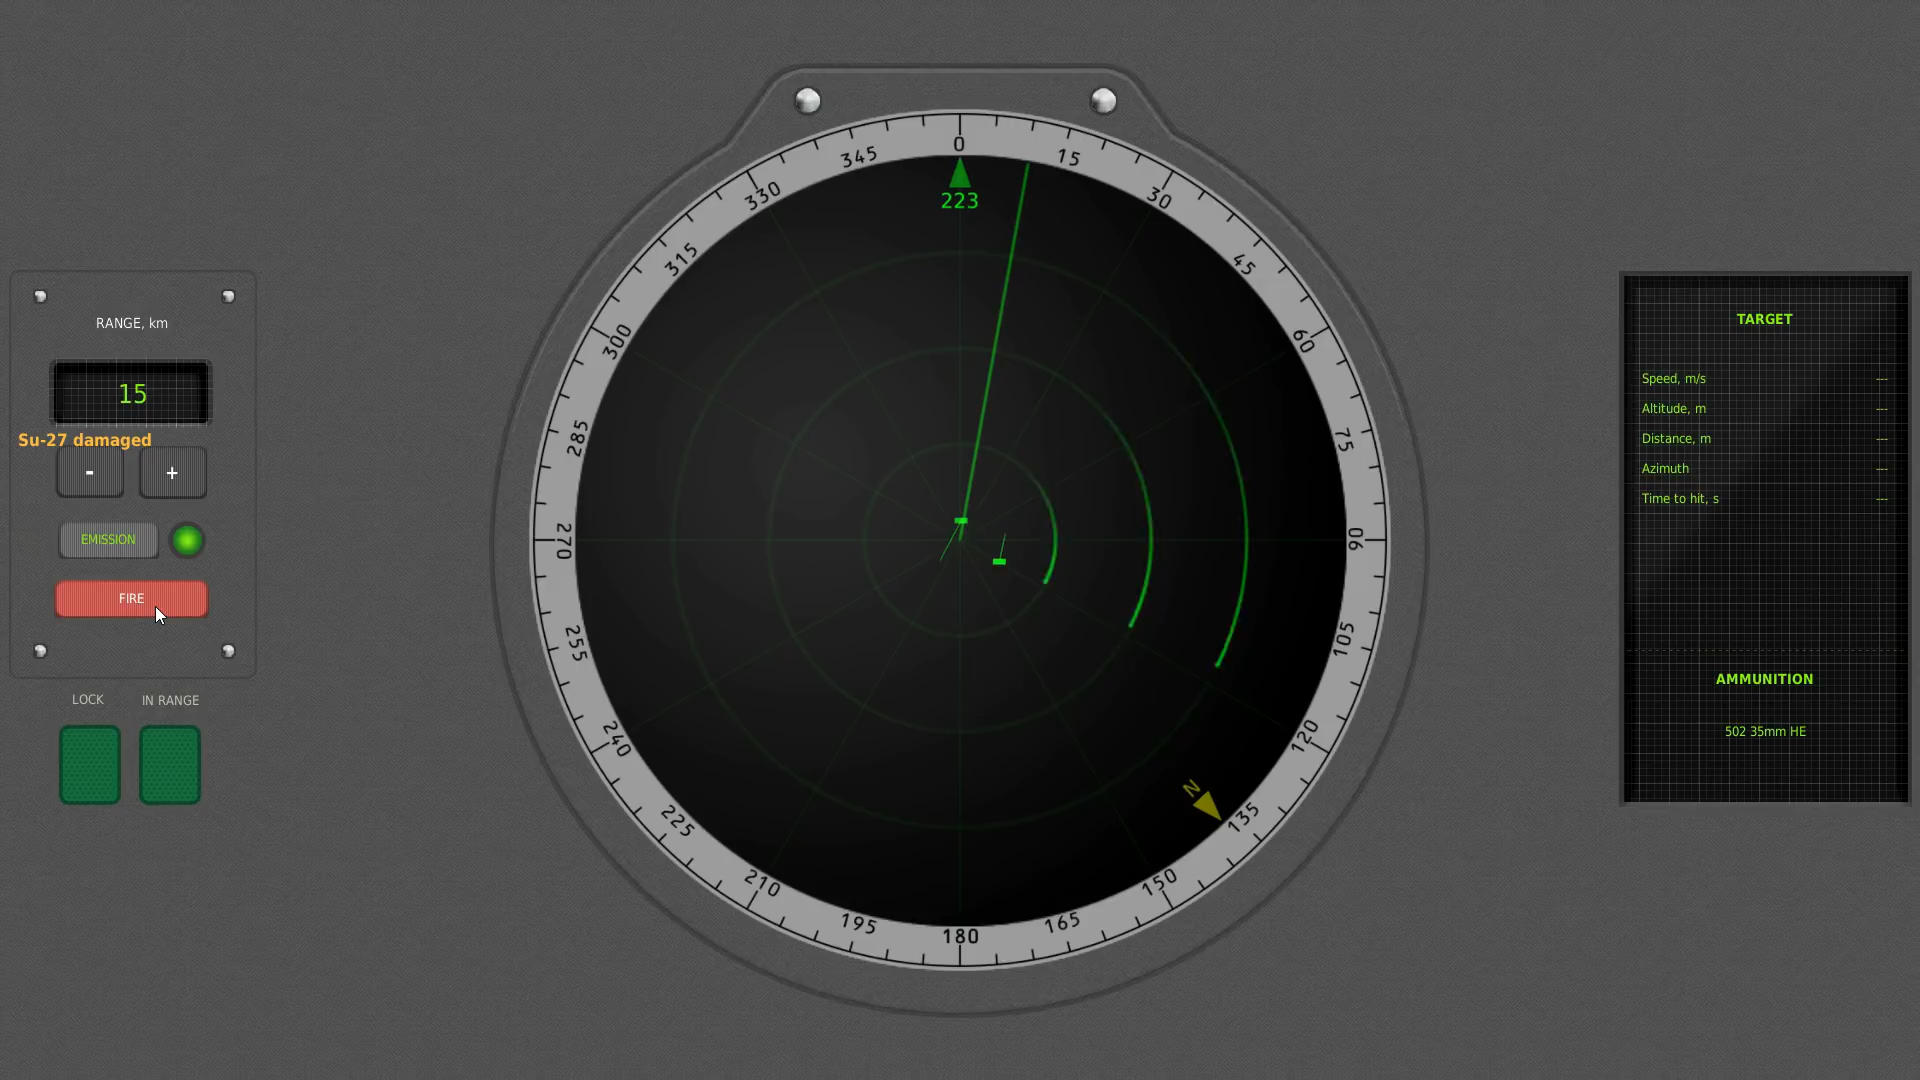 RANGE, km
15
Su-27 damaged
-
+
EMISSION
FIRE
LOCK
IN RANGE
0
15
30
45
60
75
90
105
120
135
150
165
180
195
210
225
240
255
270
285
300
315
330
345
223
N
TARGET
Speed, m/s ---
Altitude, m ---
Distance, m ---
Azimuth ---
Time to hit, s ---
AMMUNITION
502 35mm HE